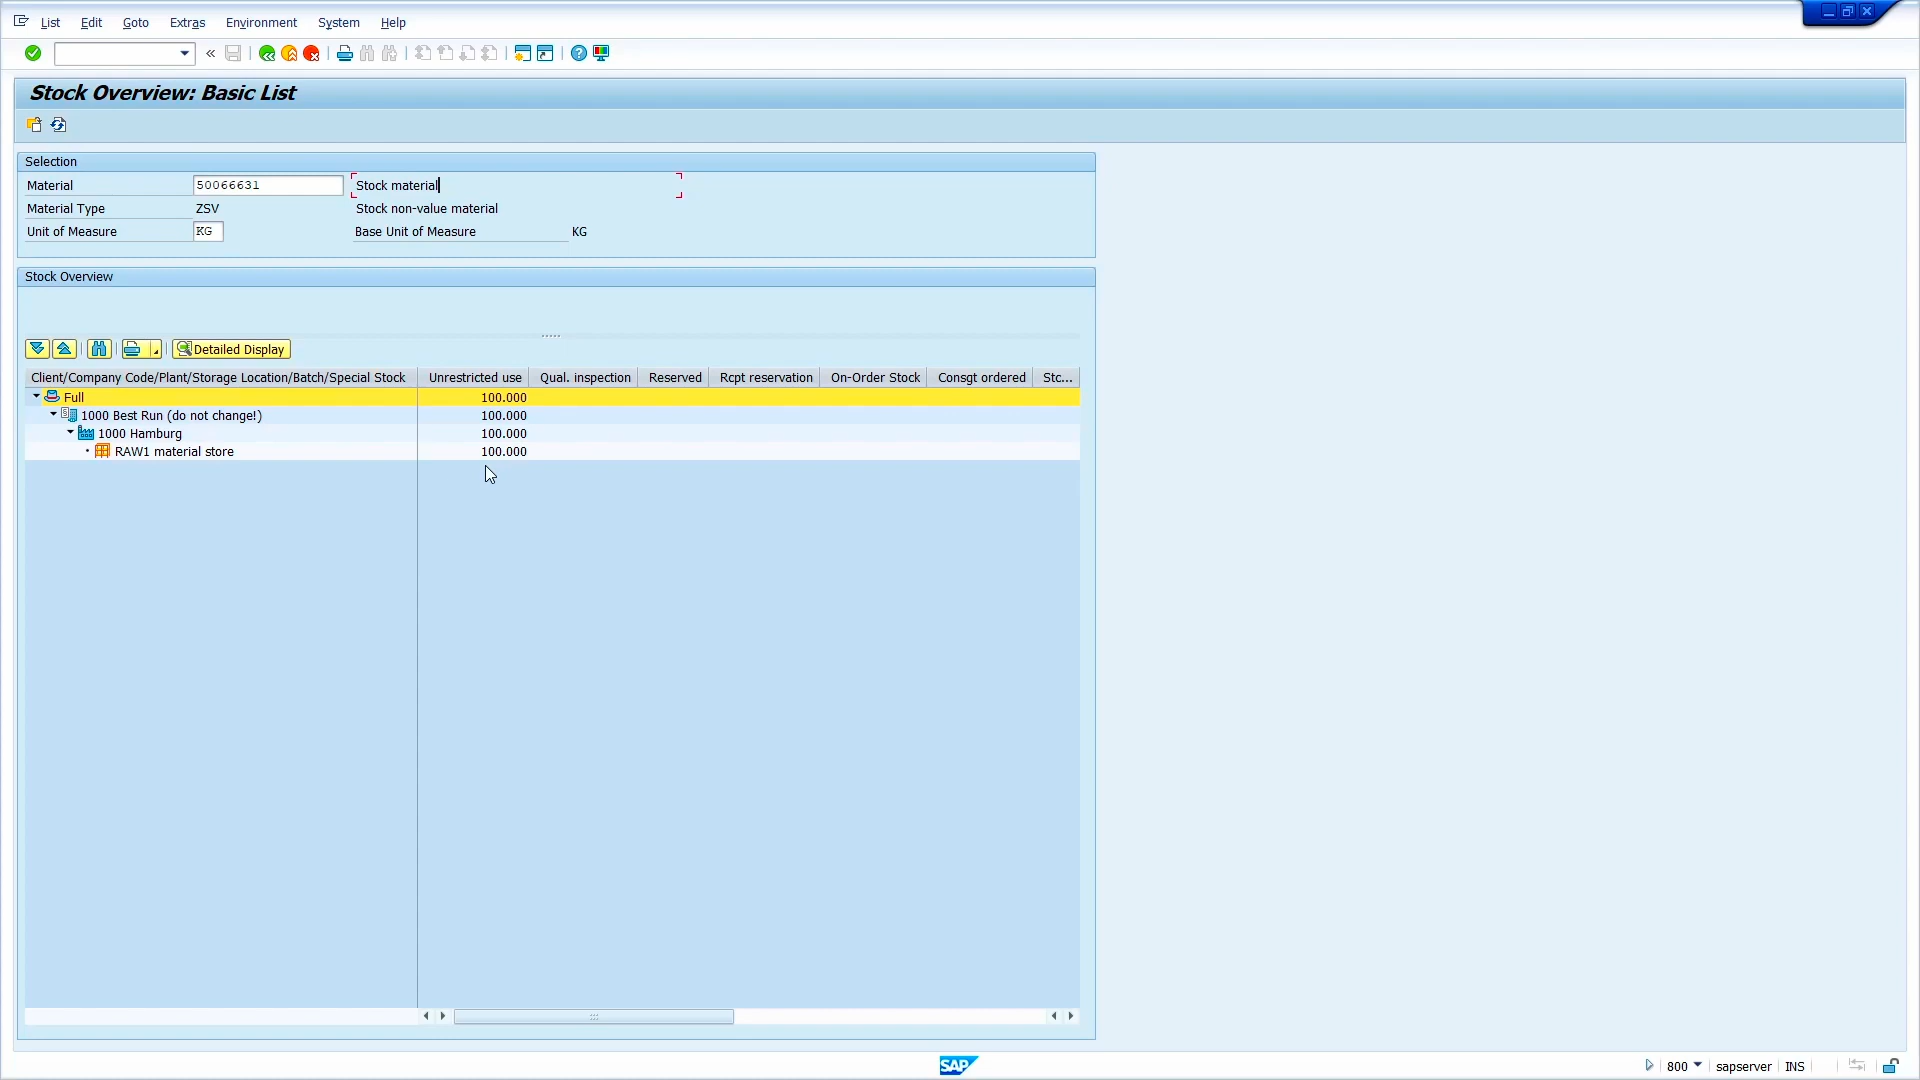 List Edit Goto Extras Environment System Help
Stock Overview: Basic List
Selection
Material 50066631 Stock material
Material Type ZSV Stock non-value material
Unit of Measure KG Base Unit of Measure KG
Stock Overview
Detailed Display
Client/Company Code/Plant/Storage Location/Batch/Special Stock Unrestricted use Qual. inspection Reserved Rcpt reservation On-Order Stock Consgt ordered Stc...
Full 100.000
1000 Best Run (do not change!) 100.000
1000 Hamburg 100.000
RAW1 material store 100.000
SAP 800 sapserver INS